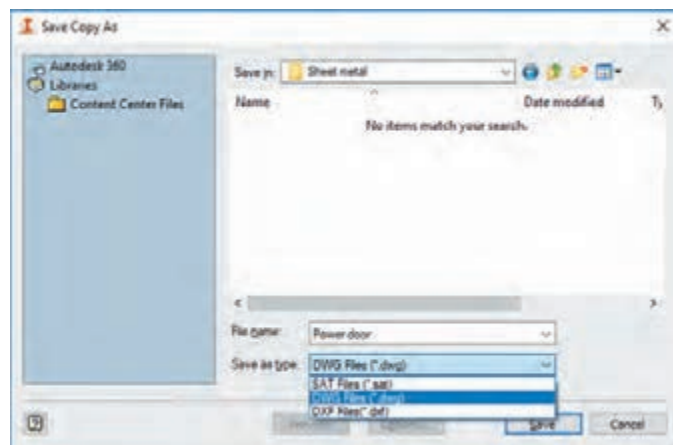 Save Copy As
Autodesk 360
Libraries
Content Center Files
Save in: Sheet metal
Name Date modified Ty
No items match your search.
File name: Power door
Save as type: DWG Files (*.dwg)
SAT Files (*.sat)
DWG Files (*.dwg)
DXF Files(*.dxf)
Save Cancel